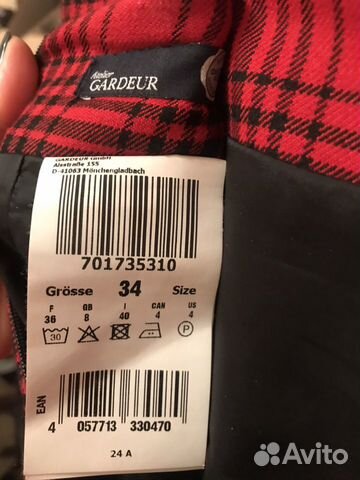 Atelier
GARDEUR
GARDEUR GmbH
Alsstraße 155
D-41063 Mönchengladbach
701735310
Grösse 34 Size
F GB I CAN US
36 8 40 4 4
30 P
EAN
4 057713 330470
24 A
Avito